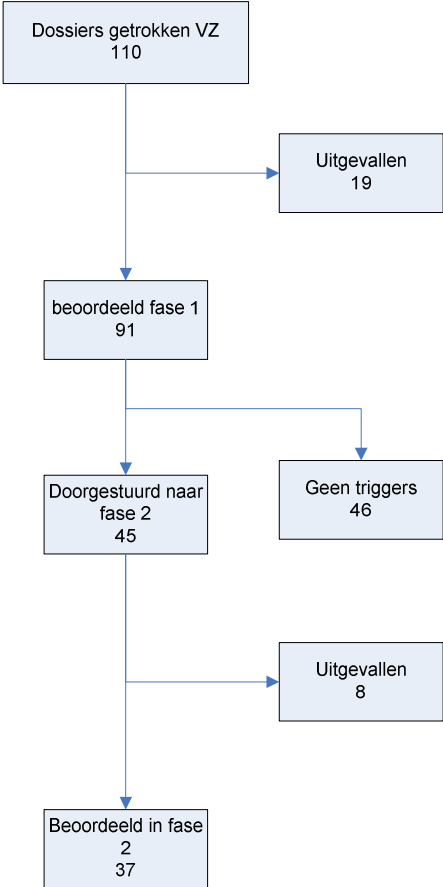 Dossiers getrokken VZ
110
Uitgevallen
19
beoordeeld fase 1
91
Geen triggers
46
Doorgestuurd naar
fase 2
45
Uitgevallen
8
Beoordeeld in fase
2
37